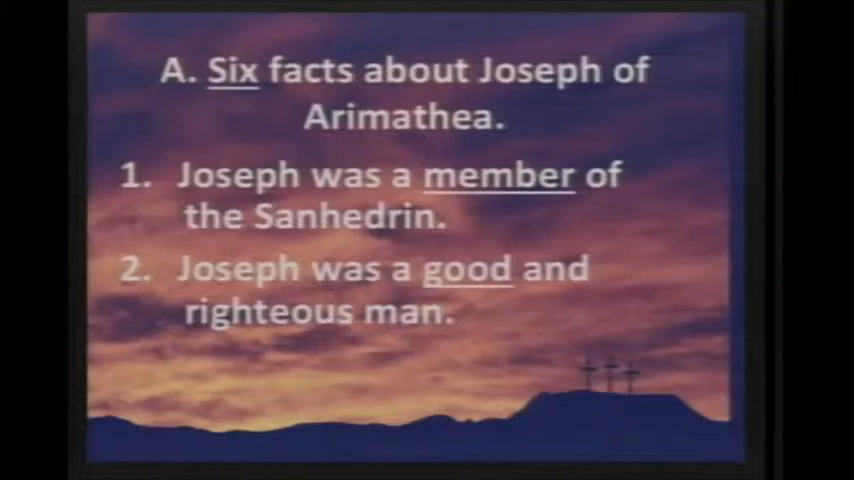 A. Six facts about Joseph of
Arimathea.
1. Joseph was a member of
the Sanhedrin.
2. Joseph was a good and
righteous man.